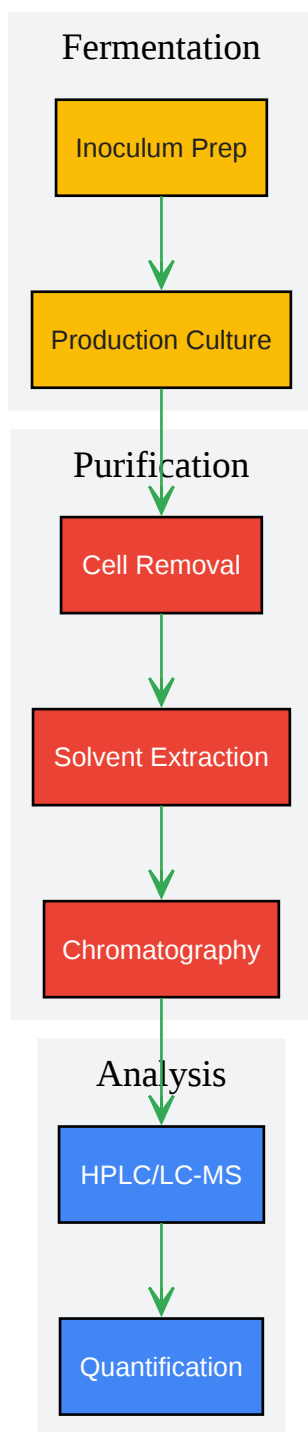 Fermentation
Inoculum Prep
Production Culture
Purification
Cell Removal
Solvent Extraction
Chromatography
Analysis
HPLC/LC-MS
Quantification